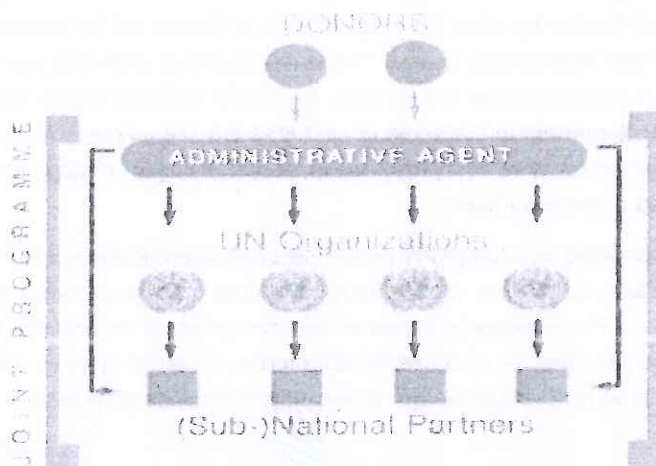 DONORS
JOINT PROGRAMME
ADMINISTRATIVE AGENT
UN Organizations
(Sub-)National Partners